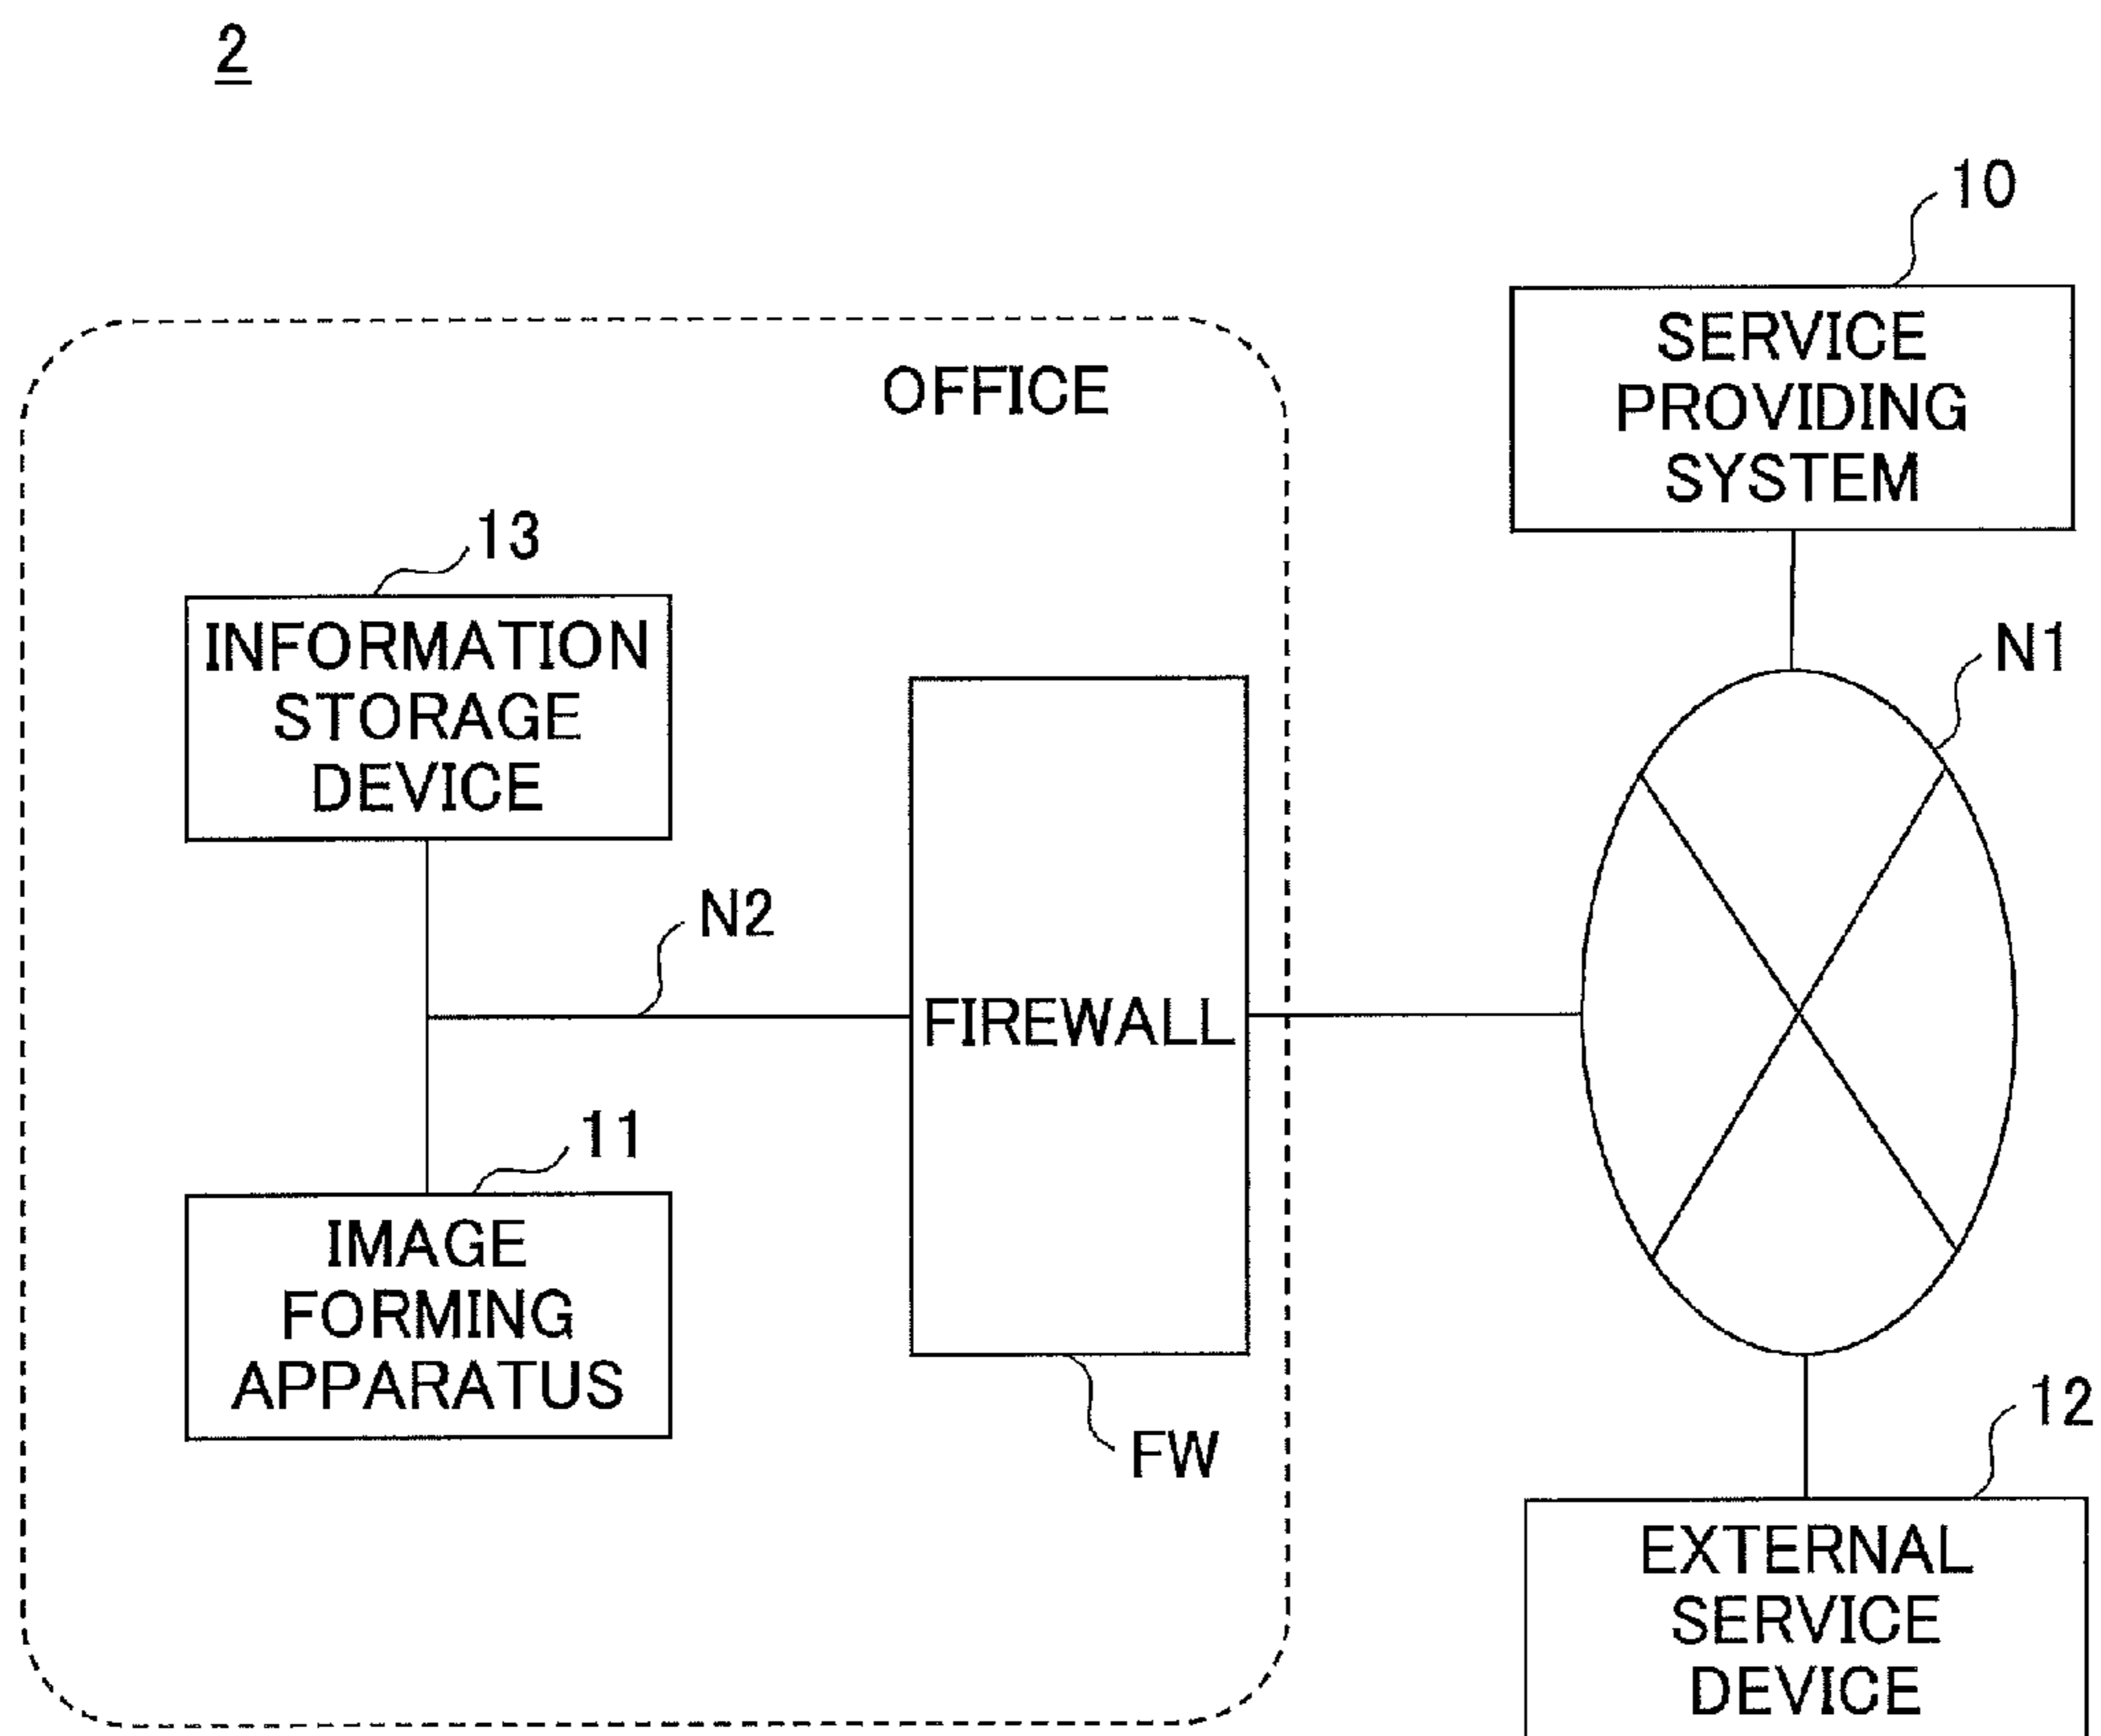 2
10
SERVICE
PROVIDING
SYSTEM
OFFICE
13
INFORMATION
STORAGE
DEVICE
N1
N2
FIREWALL
11
IMAGE
FORMING
APPARATUS
FW
12
EXTERNAL
SERVICE
DEVICE